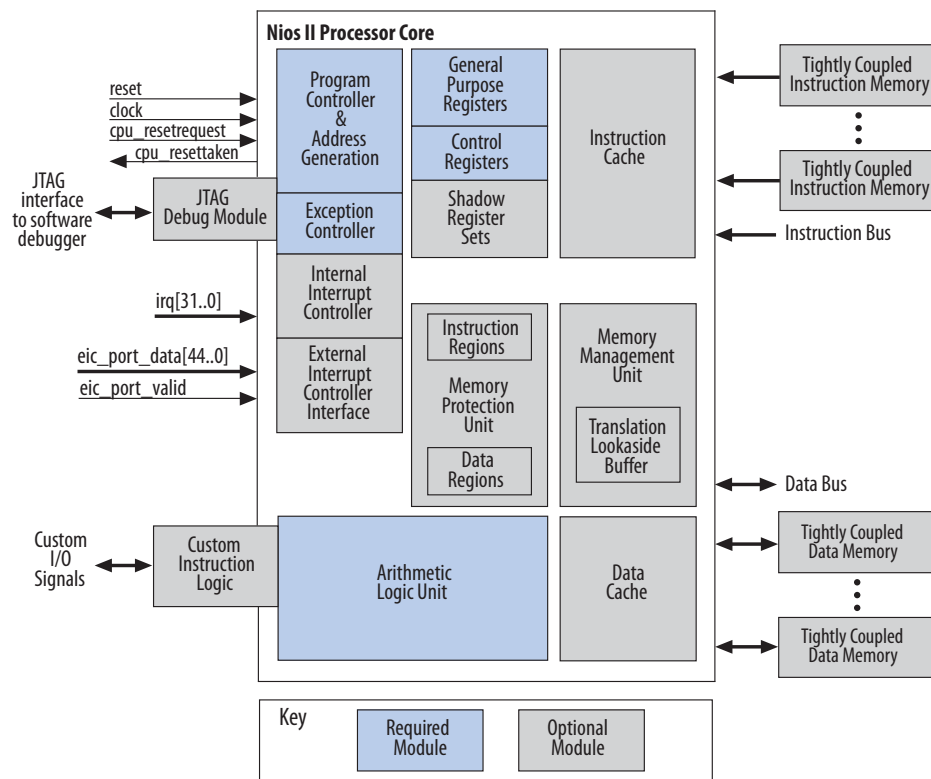 Nios II Processor Core
reset
clock
cpu_resetrequest
cpu_resettaken
JTAG
interface
to software
debugger
JTAG
Debug Module
irq[31..0]
eic_port_data[44..0]
eic_port_valid
Custom
I/O
Signals
Custom
Instruction
Logic
Program
Controller
&
Address
Generation
Exception
Controller
Internal
Interrupt
Controller
External
Interrupt
Controller
Interface
General
Purpose
Registers
Control
Registers
Shadow
Register
Sets
Instruction
Cache
Instruction
Regions
Memory
Protection
Unit
Data
Regions
Memory
Management
Unit
Translation
Lookaside
Buffer
Arithmetic
Logic Unit
Data
Cache
Tightly Coupled
Instruction Memory
Tightly Coupled
Instruction Memory
Instruction Bus
Data Bus
Tightly Coupled
Data Memory
Tightly Coupled
Data Memory
Key
Required
Module
Optional
Module